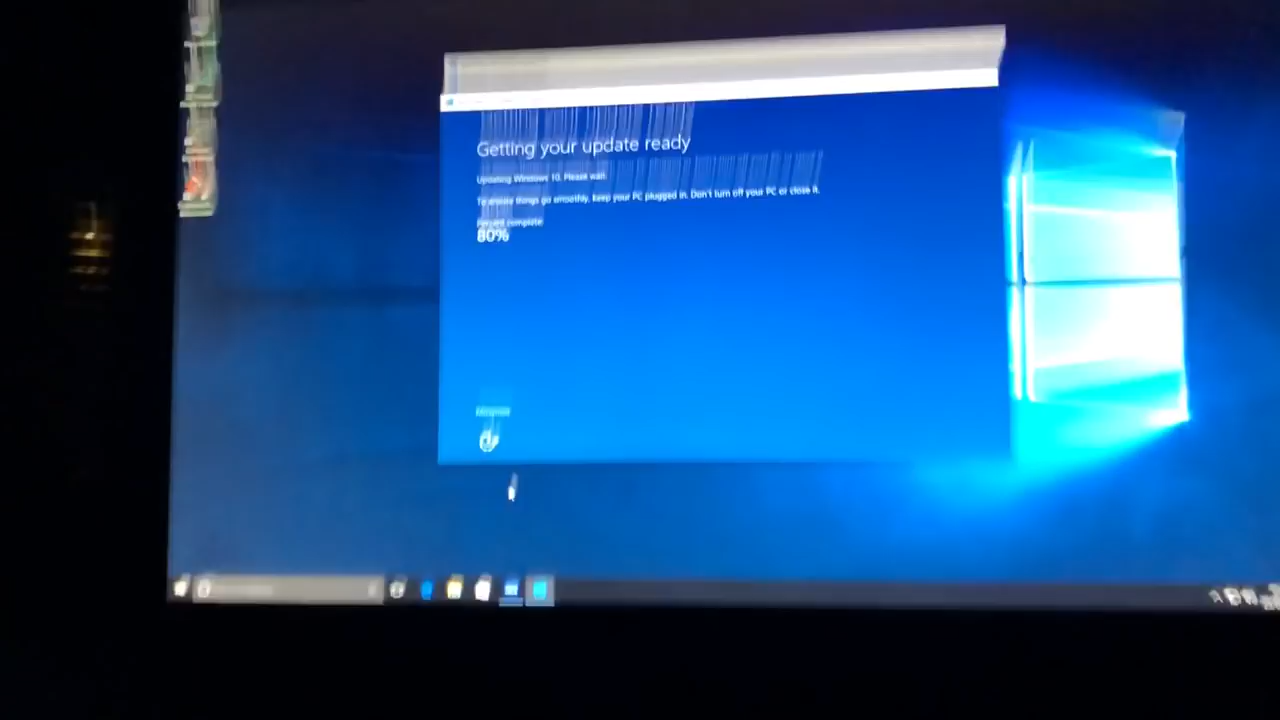 Getting your update ready
Updating Windows 10. Please wait.
To ensure things go smoothly, keep your PC plugged in. Don't turn off your PC or close it.
Percent complete:
80%
Minimize